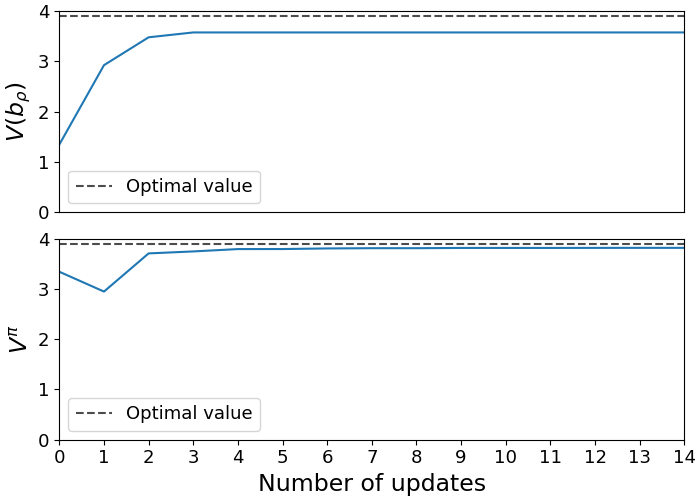 4
3
2
1
0
V(b_ρ)
Optimal value
4
3
2
1
0
V^π
Optimal value
0 1 2 3 4 5 6 7 8 9 10 11 12 13 14
Number of updates